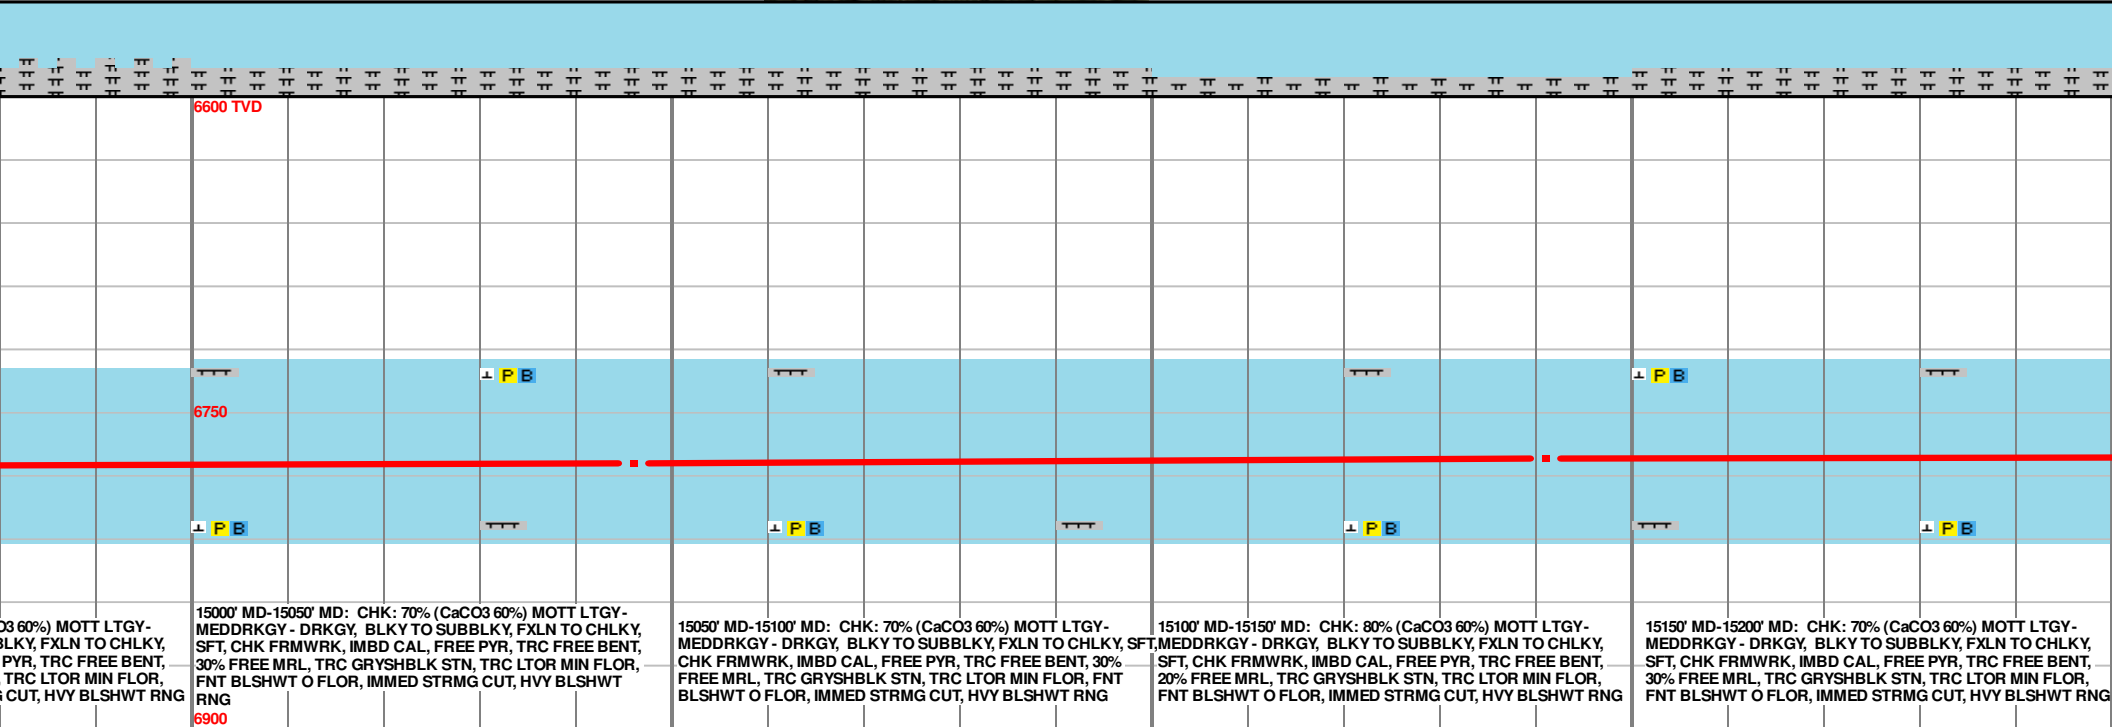 6600 TVD
⊥ P B
⊥ P B
6750
⊥ P B
⊥ P B
⊥ P B
⊥ P B
O3 60%) MOTT LTGY-
BLKY, FXLN TO CHLKY,
PYR, TRC FREE BENT,
, TRC LTOR MIN FLOR,
G CUT, HVY BLSHWT RNG
15000' MD-15050' MD: CHK: 70% (CaCO3 60%) MOTT LTGY-
MEDDRKGY - DRKGY, BLKY TO SUBBLKY, FXLN TO CHLKY,
SFT, CHK FRMWRK, IMBD CAL, FREE PYR, TRC FREE BENT,
30% FREE MRL, TRC GRYSHBLK STN, TRC LTOR MIN FLOR,
FNT BLSHWT O FLOR, IMMED STRMG CUT, HVY BLSHWT
RNG
6900
15050' MD-15100' MD: CHK: 70% (CaCO3 60%) MOTT LTGY-
MEDDRKGY - DRKGY, BLKY TO SUBBLKY, FXLN TO CHLKY, SFT,
CHK FRMWRK, IMBD CAL, FREE PYR, TRC FREE BENT, 30%
FREE MRL, TRC GRYSHBLK STN, TRC LTOR MIN FLOR, FNT
BLSHWT O FLOR, IMMED STRMG CUT, HVY BLSHWT RNG
15100' MD-15150' MD: CHK: 80% (CaCO3 60%) MOTT LTGY-
MEDDRKGY - DRKGY, BLKY TO SUBBLKY, FXLN TO CHLKY,
SFT, CHK FRMWRK, IMBD CAL, FREE PYR, TRC FREE BENT,
20% FREE MRL, TRC GRYSHBLK STN, TRC LTOR MIN FLOR,
FNT BLSHWT O FLOR, IMMED STRMG CUT, HVY BLSHWT RNG
15150' MD-15200' MD: CHK: 70% (CaCO3 60%) MOTT LTGY-
MEDDRKGY - DRKGY, BLKY TO SUBBLKY, FXLN TO CHLKY,
SFT, CHK FRMWRK, IMBD CAL, FREE PYR, TRC FREE BENT,
30% FREE MRL, TRC GRYSHBLK STN, TRC LTOR MIN FLOR,
FNT BLSHWT O FLOR, IMMED STRMG CUT, HVY BLSHWT RNG